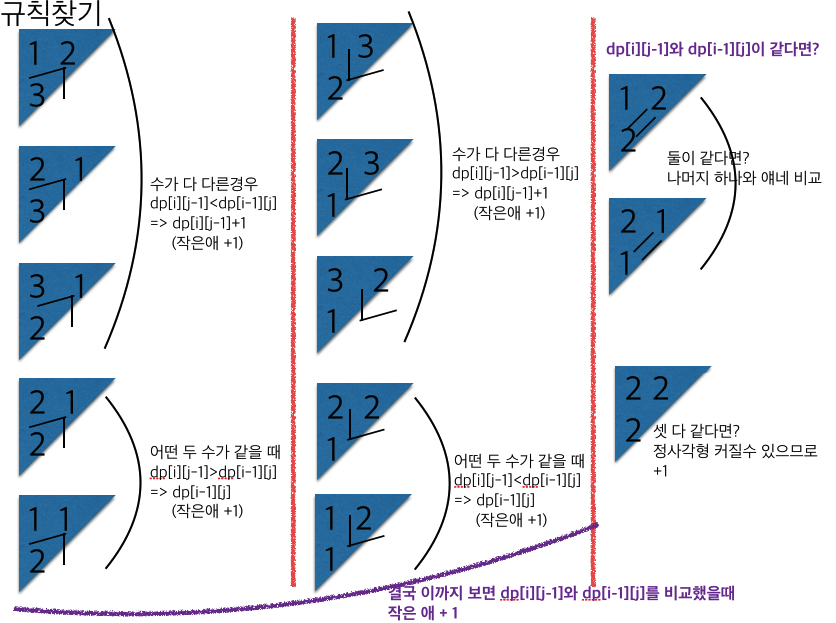 규칙찾기
1 2
3
2 1
3
3 1
2
수가 다 다른경우
dp[i][j-1]<dp[i-1][j]
=> dp[i][j-1]+1
(작은애 +1)
2 1
2
1 1
2
어떤 두 수가 같을 때
dp[i][j-1]>dp[i-1][j]
=> dp[i-1][j]
(작은애 +1)
1 3
2
2 3
1
3 2
1
수가 다 다른경우
dp[i][j-1]>dp[i-1][j]
=> dp[i][j-1]+1
(작은애 +1)
2 2
1
1 2
1
어떤 두 수가 같을 때
dp[i][j-1]<dp[i-1][j]
=> dp[i-1][j]
(작은애 +1)
dp[i][j-1]와 dp[i-1][j]이 같다면?
1 2
2
2 1
1
둘이 같다면?
나머지 하나와 얘네 비교
2 2
2
셋 다 같다면?
정사각형 커질수 있으므로
+1
결국 이까지 보면 dp[i][j-1]와 dp[i-1][j]를 비교했을때
작은 애 + 1